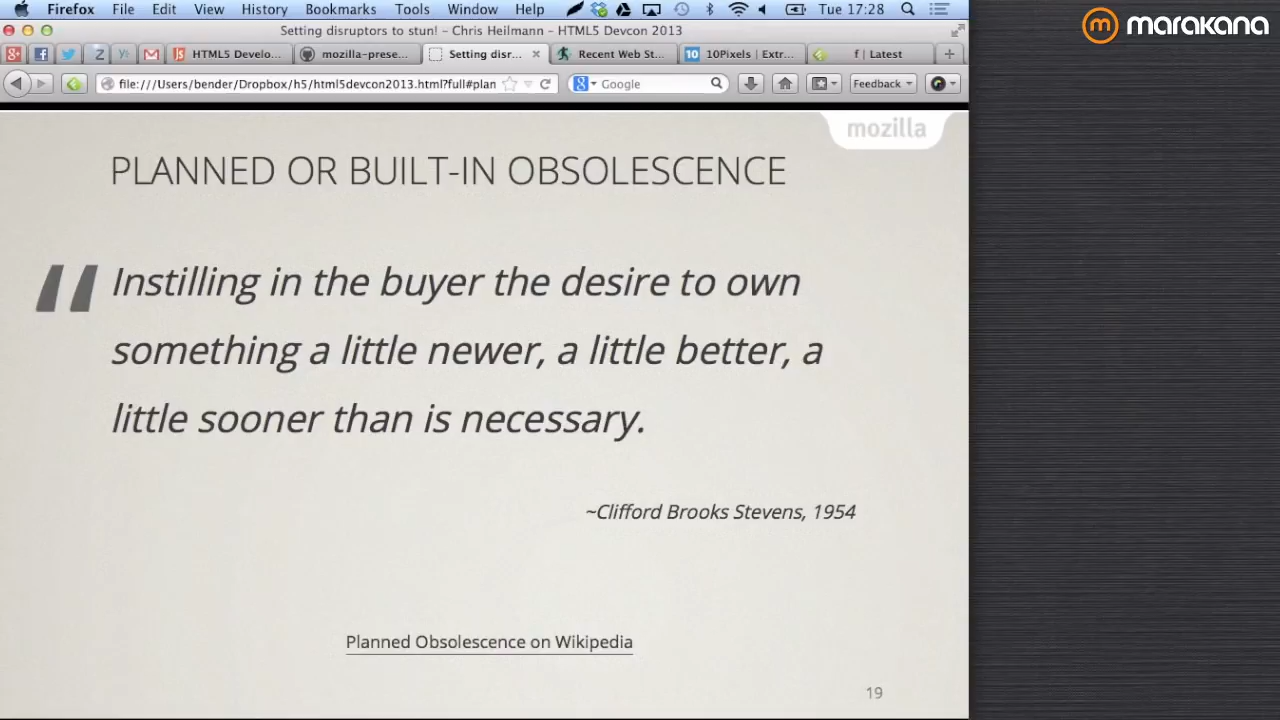 marakana
Firefox File Edit View History Bookmarks Tools Window Help Tue 17:28
Setting disruptors to stun! – Chris Heilmann – HTML5 Devcon 2013
HTML5 Develo... mozilla-prese... Setting disr... Recent Web St... 10 10Pixels | Extr... f | Latest
file:///Users/bender/Dropbox/h5/html5devcon2013.html?full#plan Google Feedback
mozilla
PLANNED OR BUILT-IN OBSOLESCENCE
"Instilling in the buyer the desire to own
something a little newer, a little better, a
little sooner than is necessary.
~Clifford Brooks Stevens, 1954
Planned Obsolescence on Wikipedia
19